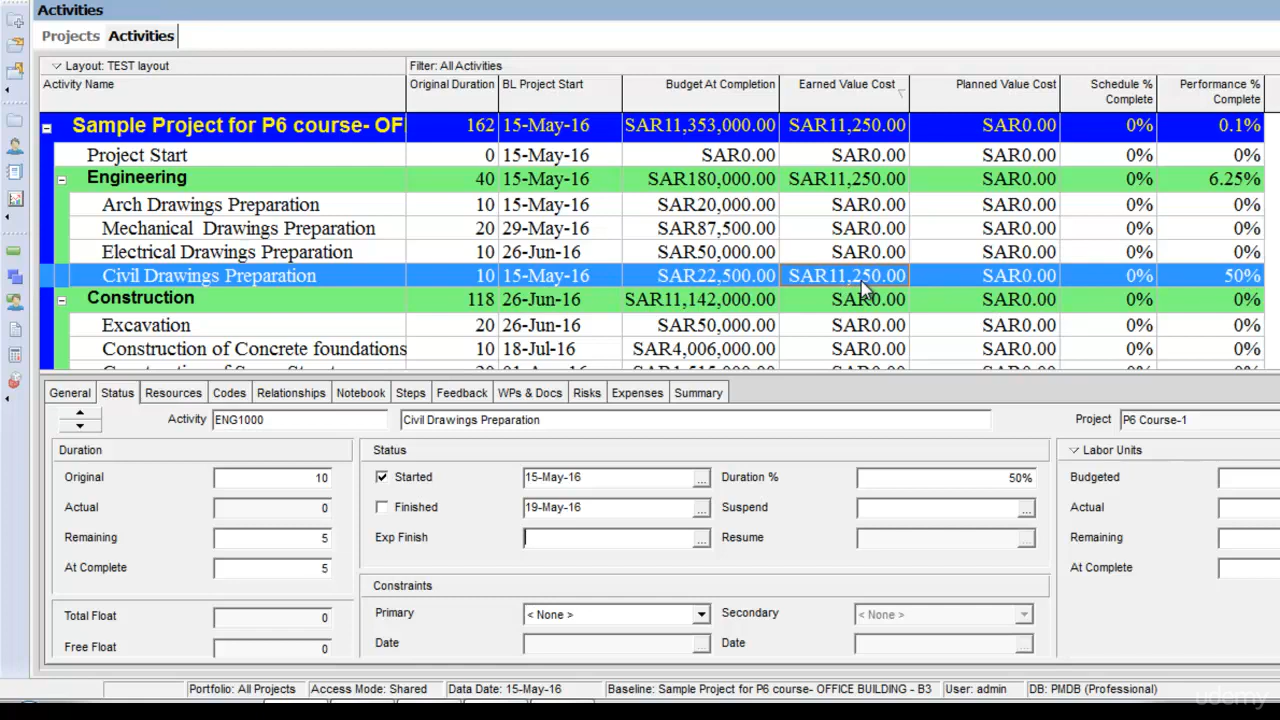 Activities
Projects Activities
Layout: TEST layout Filter: All Activities
Activity Name Original Duration BL Project Start Budget At Completion Earned Value Cost Planned Value Cost Schedule % Complete Performance % Complete
Sample Project for P6 course- OF 162 15-May-16 SAR11,353,000.00 SAR11,250.00 SAR0.00 0% 0.1%
Project Start 0 15-May-16 SAR0.00 SAR0.00 SAR0.00 0% 0%
Engineering 40 15-May-16 SAR180,000.00 SAR11,250.00 SAR0.00 0% 6.25%
Arch Drawings Preparation 10 15-May-16 SAR20,000.00 SAR0.00 SAR0.00 0% 0%
Mechanical Drawings Preparation 20 29-May-16 SAR87,500.00 SAR0.00 SAR0.00 0% 0%
Electrical Drawings Preparation 10 26-Jun-16 SAR50,000.00 SAR0.00 SAR0.00 0% 0%
Civil Drawings Preparation 10 15-May-16 SAR22,500.00 SAR11,250.00 SAR0.00 0% 50%
Construction 118 26-Jun-16 SAR11,142,000.00 SAR0.00 SAR0.00 0% 0%
Excavation 20 26-Jun-16 SAR50,000.00 SAR0.00 SAR0.00 0% 0%
Construction of Concrete foundations 10 18-Jul-16 SAR4,006,000.00 SAR0.00 SAR0.00 0% 0%
General Status Resources Codes Relationships Notebook Steps Feedback WPs & Docs Risks Expenses Summary
Activity ENG1000 Civil Drawings Preparation Project P6 Course-1
Duration Status Labor Units
Original 10 Started 15-May-16 ... Duration % 50% Budgeted
Actual 0 Finished 19-May-16 ... Suspend ... Actual
Remaining 5 Exp Finish ... Resume ... Remaining
At Complete 5 At Complete
Constraints
Total Float 0 Primary < None > Secondary < None >
Free Float 0 Date ... Date ...
Portfolio: All Projects Access Mode: Shared Data Date: 15-May-16 Baseline: Sample Project for P6 course- OFFICE BUILDING - B3 User: admin DB: PMDB (Professional)
udemy